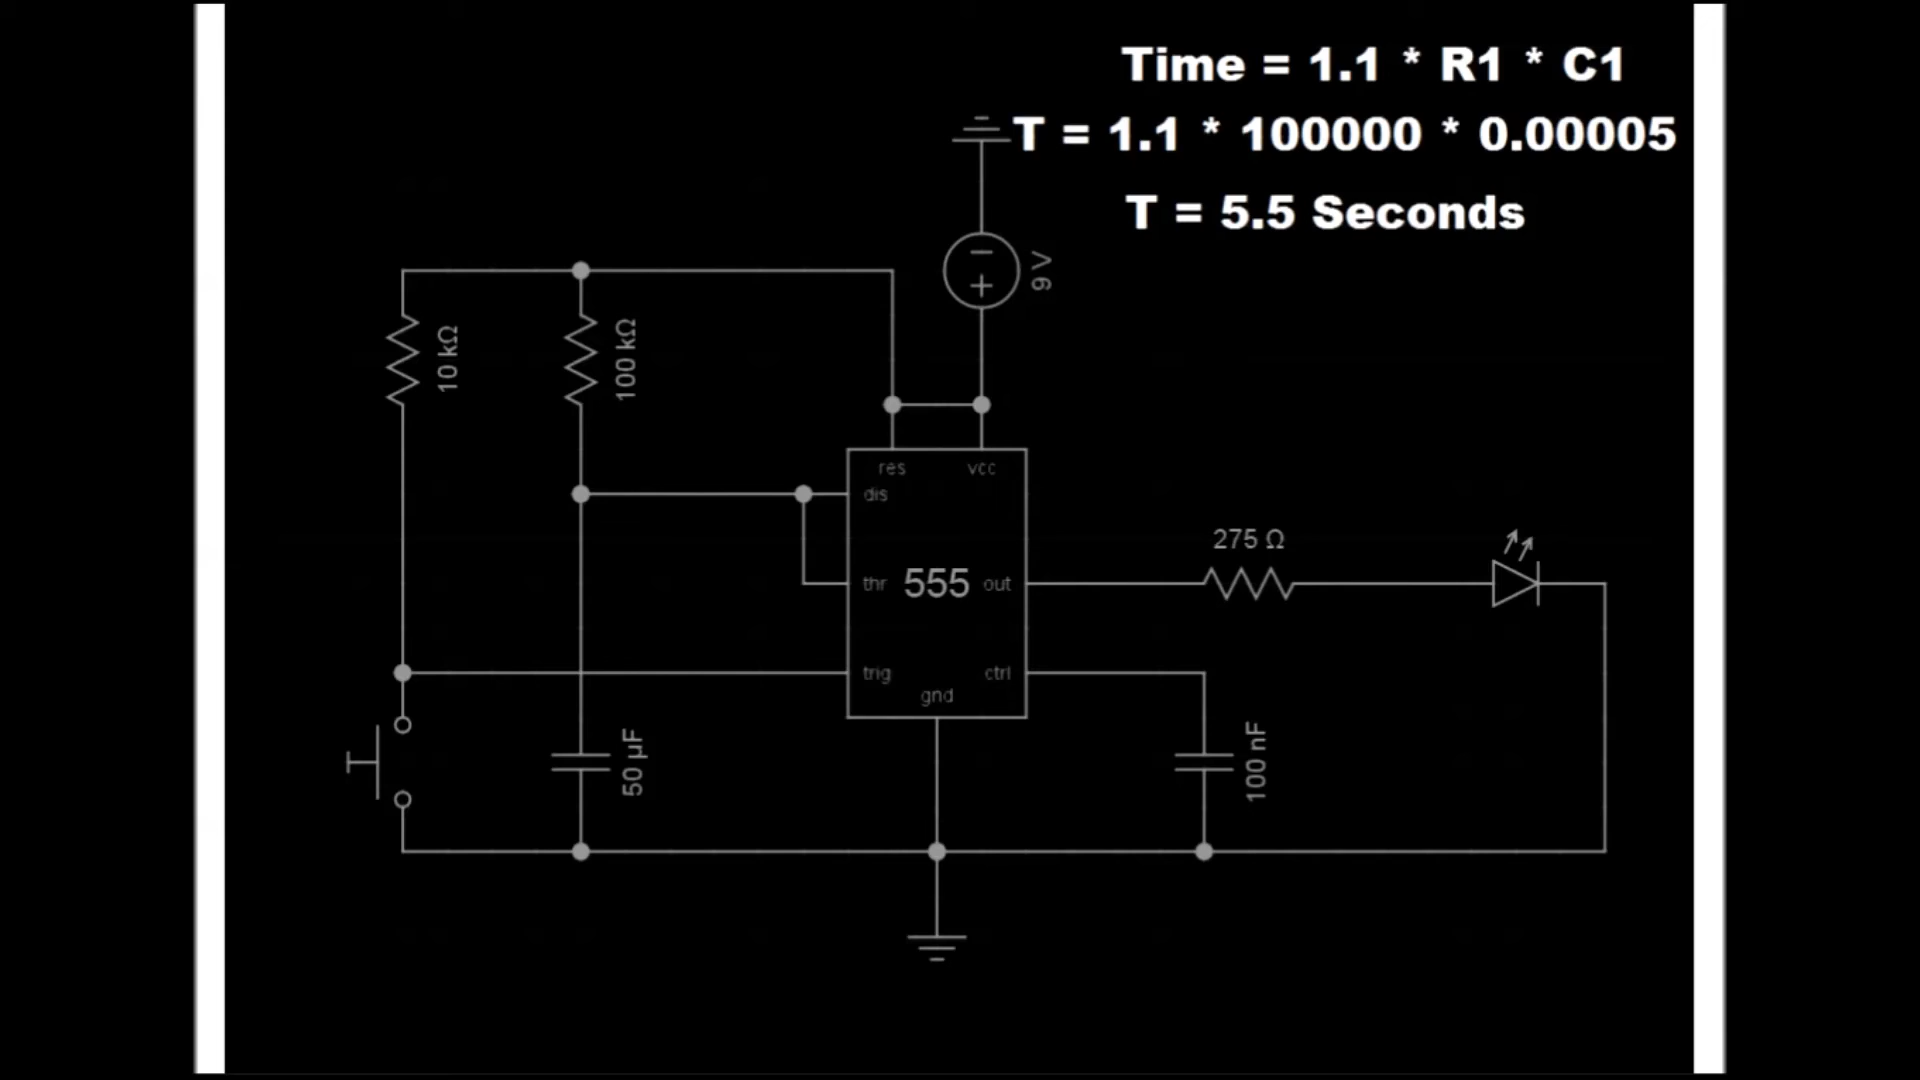 Time = 1.1 * R1 * C1
T = 1.1 * 100000 * 0.00005
T = 5.5 Seconds
9 V
10 kΩ
100 kΩ
res
vcc
dis
275 Ω
thr
555
out
trig
ctrl
gnd
50 µF
100 nF